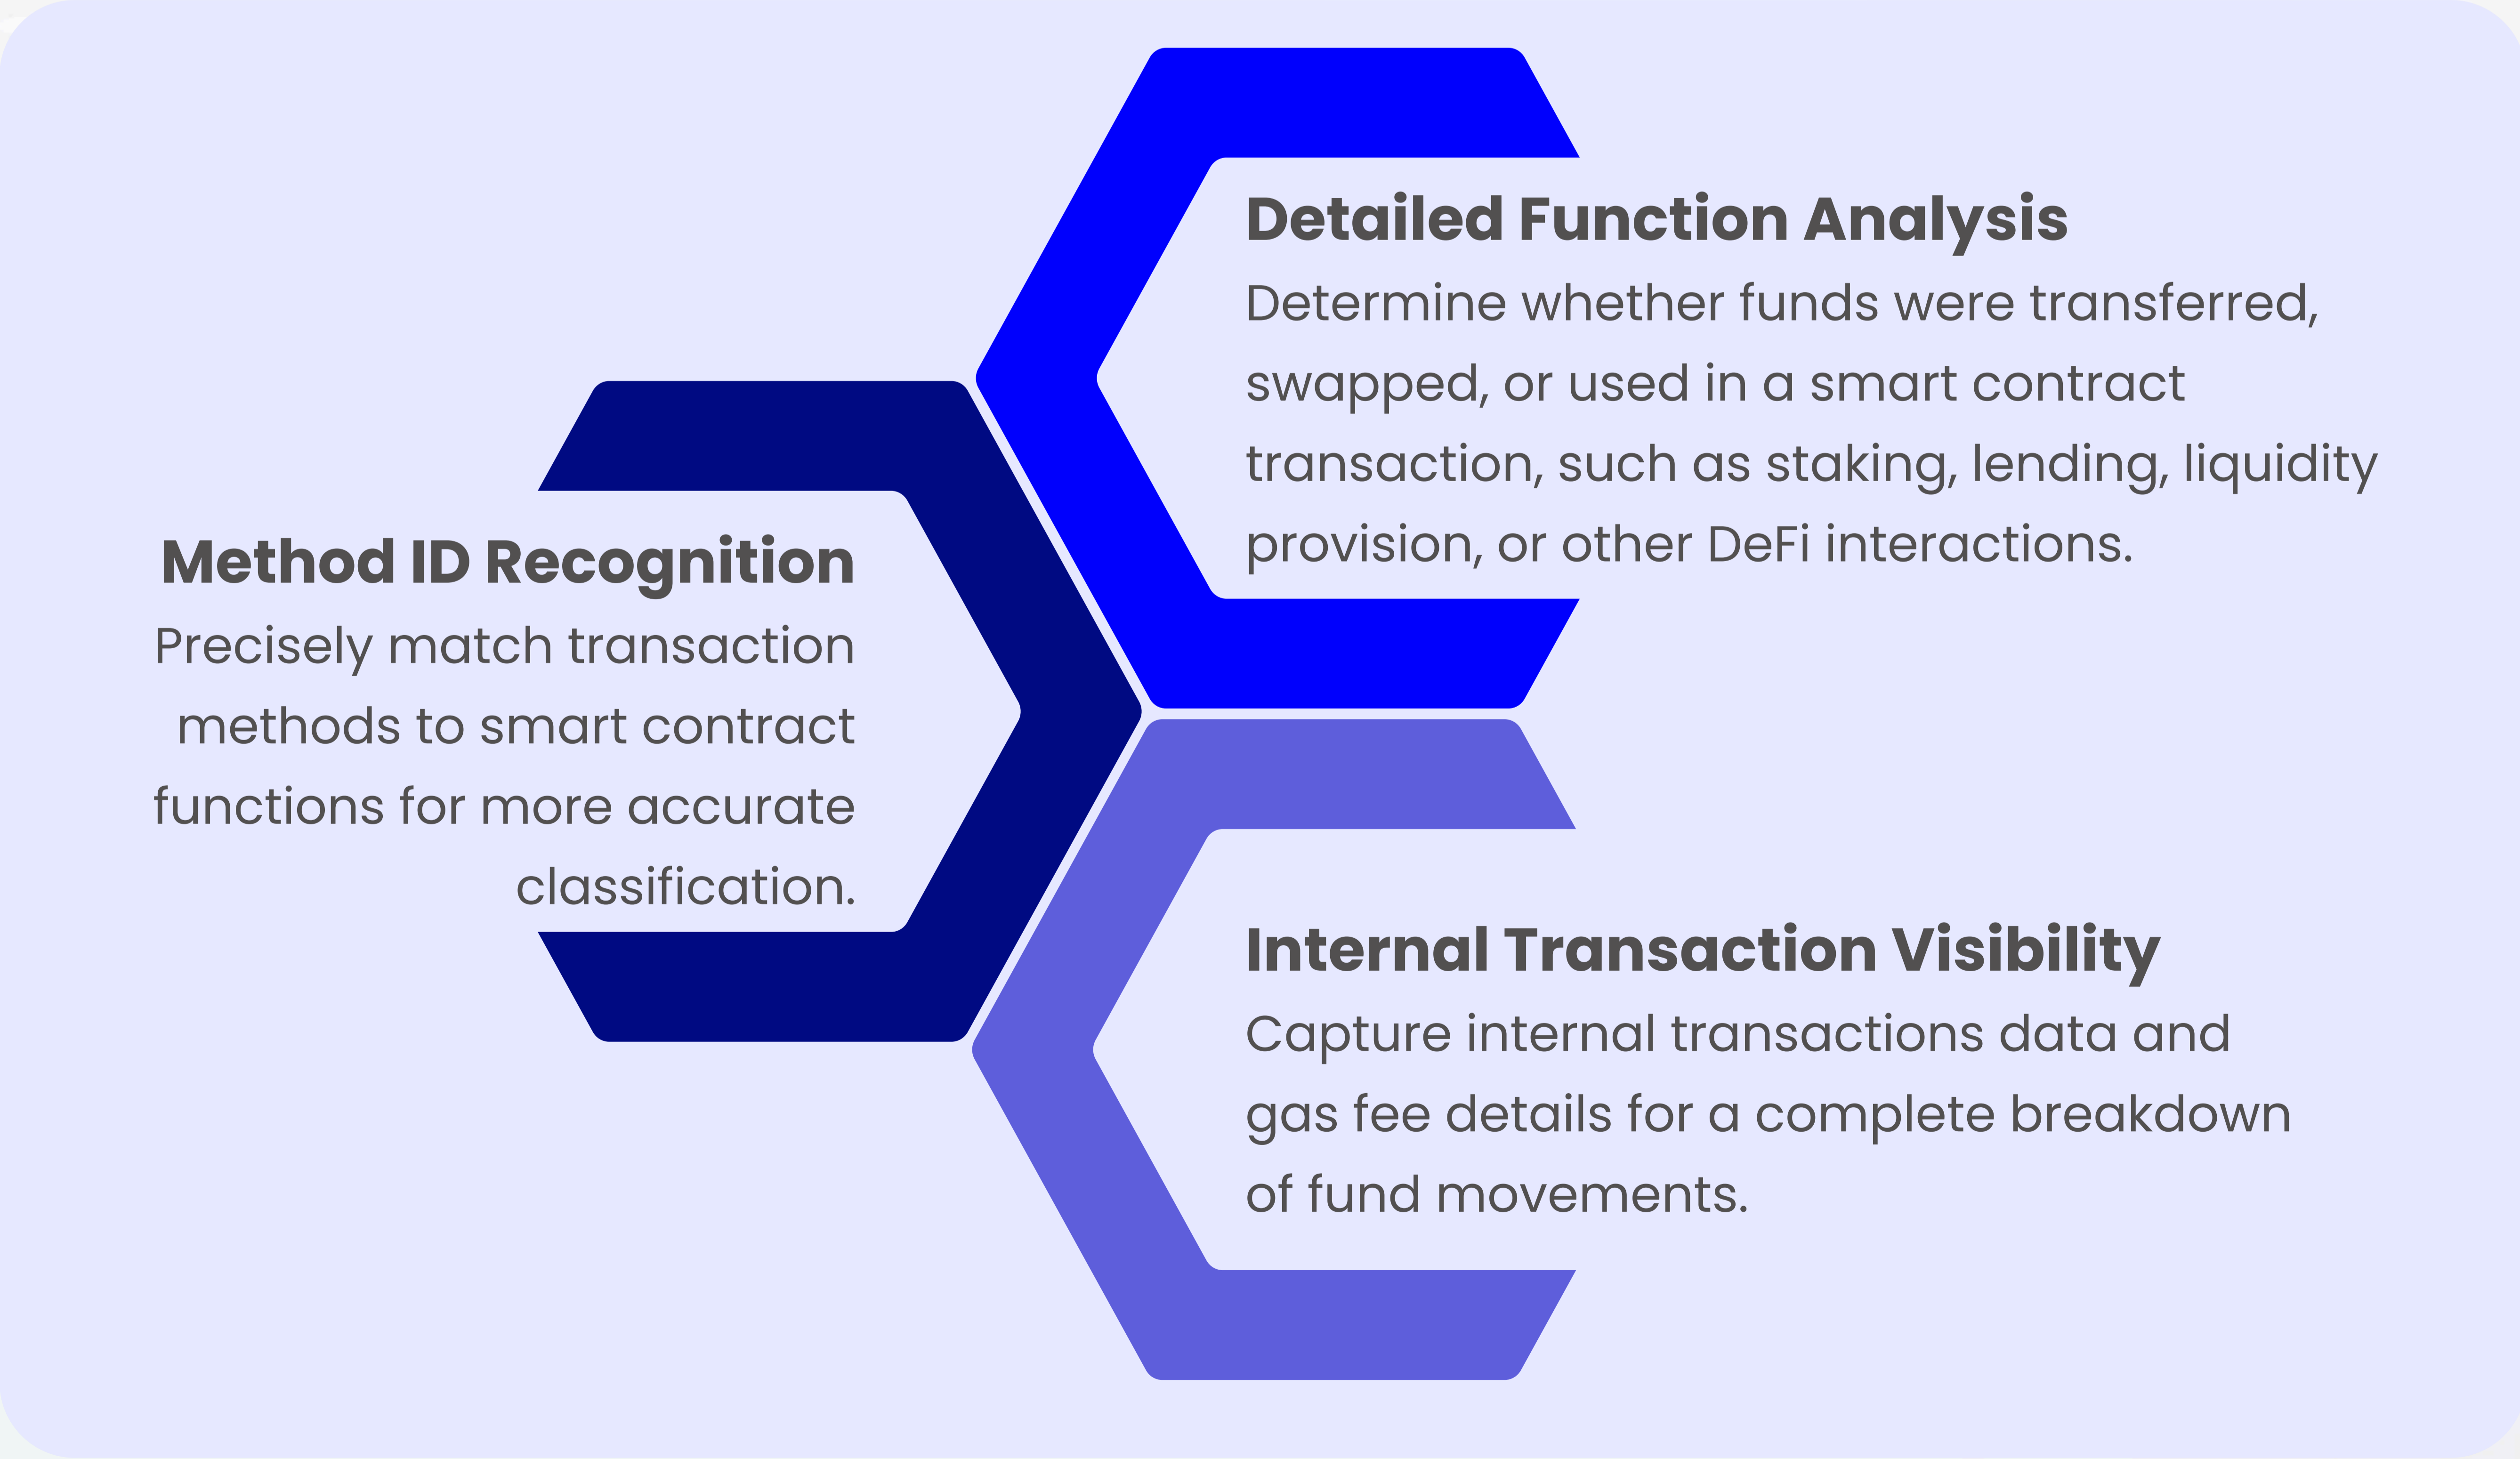 Detailed Function Analysis
Determine whether funds were transferred,
swapped, or used in a smart contract
transaction, such as staking, lending, liquidity
provision, or other DeFi interactions.
Method ID Recognition
Precisely match transaction
methods to smart contract
functions for more accurate
classification.
Internal Transaction Visibility
Capture internal transactions data and
gas fee details for a complete breakdown
of fund movements.